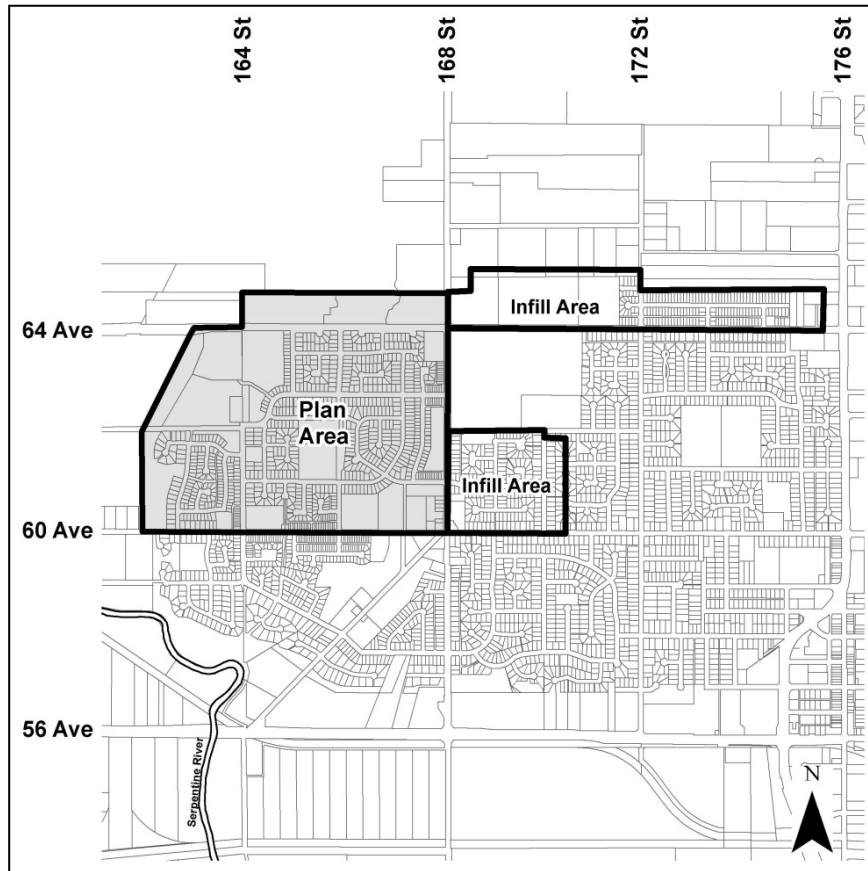 164 St
168 St
172 St
176 St
Infill Area
64 Ave
Plan
Area
Infill Area
60 Ave
56 Ave
Serpentine River
N